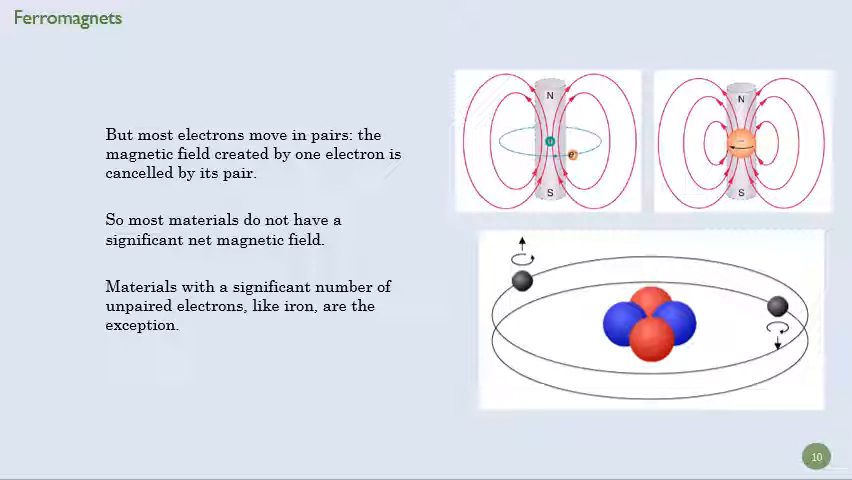 Ferromagnets
But most electrons move in pairs: the
magnetic field created by one electron is
cancelled by its pair.
So most materials do not have a
significant net magnetic field.
Materials with a significant number of
unpaired electrons, like iron, are the
exception.
N
S
N
S
10